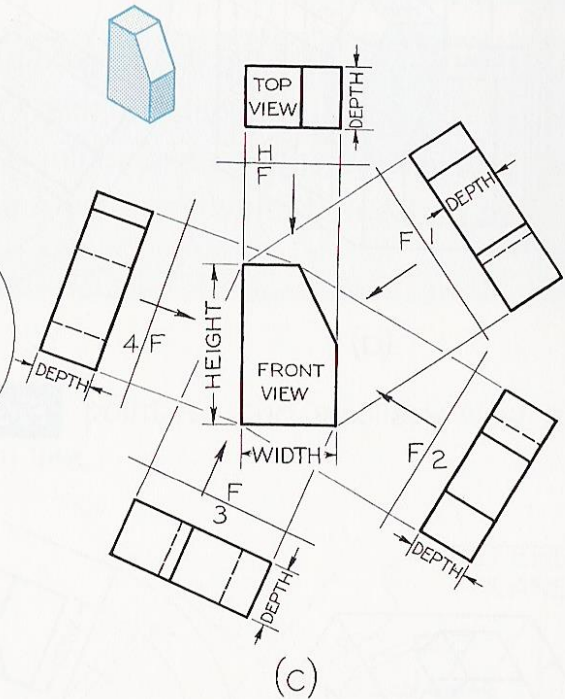 TOP
VIEW
DEPTH
H
F
DEPTH
F 1
4 F
HEIGHT
FRONT
VIEW
DEPTH
WIDTH
F 2
F
3
DEPTH
DEPTH
(C)